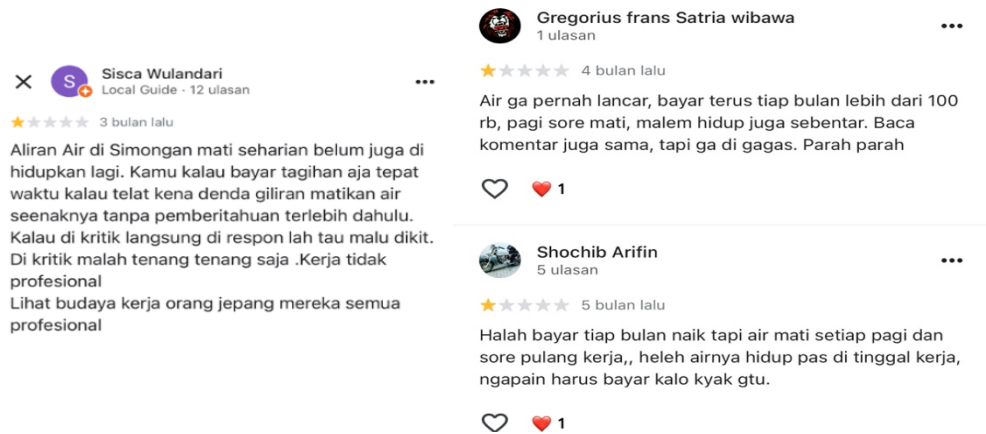 Sisca Wulandari
Local Guide · 12 ulasan
3 bulan lalu
Aliran Air di Simongan mati seharian belum juga di
hidupkan lagi. Kamu kalau bayar tagihan aja tepat
waktu kalau telat kena denda giliran matikan air
seenaknya tanpa pemberitahuan terlebih dahulu.
Kalau di kritik langsung di respon lah tau malu dikit.
Di kritik malah tenang tenang saja .Kerja tidak
profesional
Lihat budaya kerja orang jepang mereka semua
profesional
Gregorius frans Satria wibawa
1 ulasan
4 bulan lalu
Air ga pernah lancar, bayar terus tiap bulan lebih dari 100
rb, pagi sore mati, malem hidup juga sebentar. Baca
komentar juga sama, tapi ga di gagas. Parah parah
1
Shochib Arifin
5 ulasan
5 bulan lalu
Halah bayar tiap bulan naik tapi air mati setiap pagi dan
sore pulang kerja,, heleh airnya hidup pas di tinggal kerja,
ngapain harus bayar kalo kyak gtu.
1